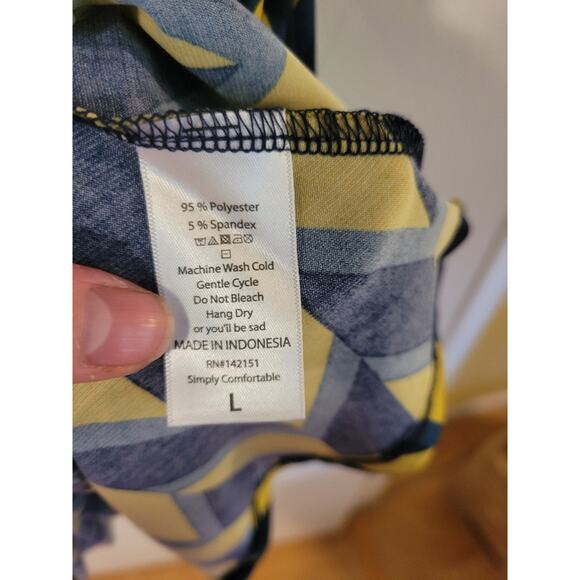 95 % Polyester
5 % Spandex
Machine Wash Cold
Gentle Cycle
Do Not Bleach
Hang Dry
or you'll be sad
MADE IN INDONESIA
RN#142151
Simply Comfortable
L